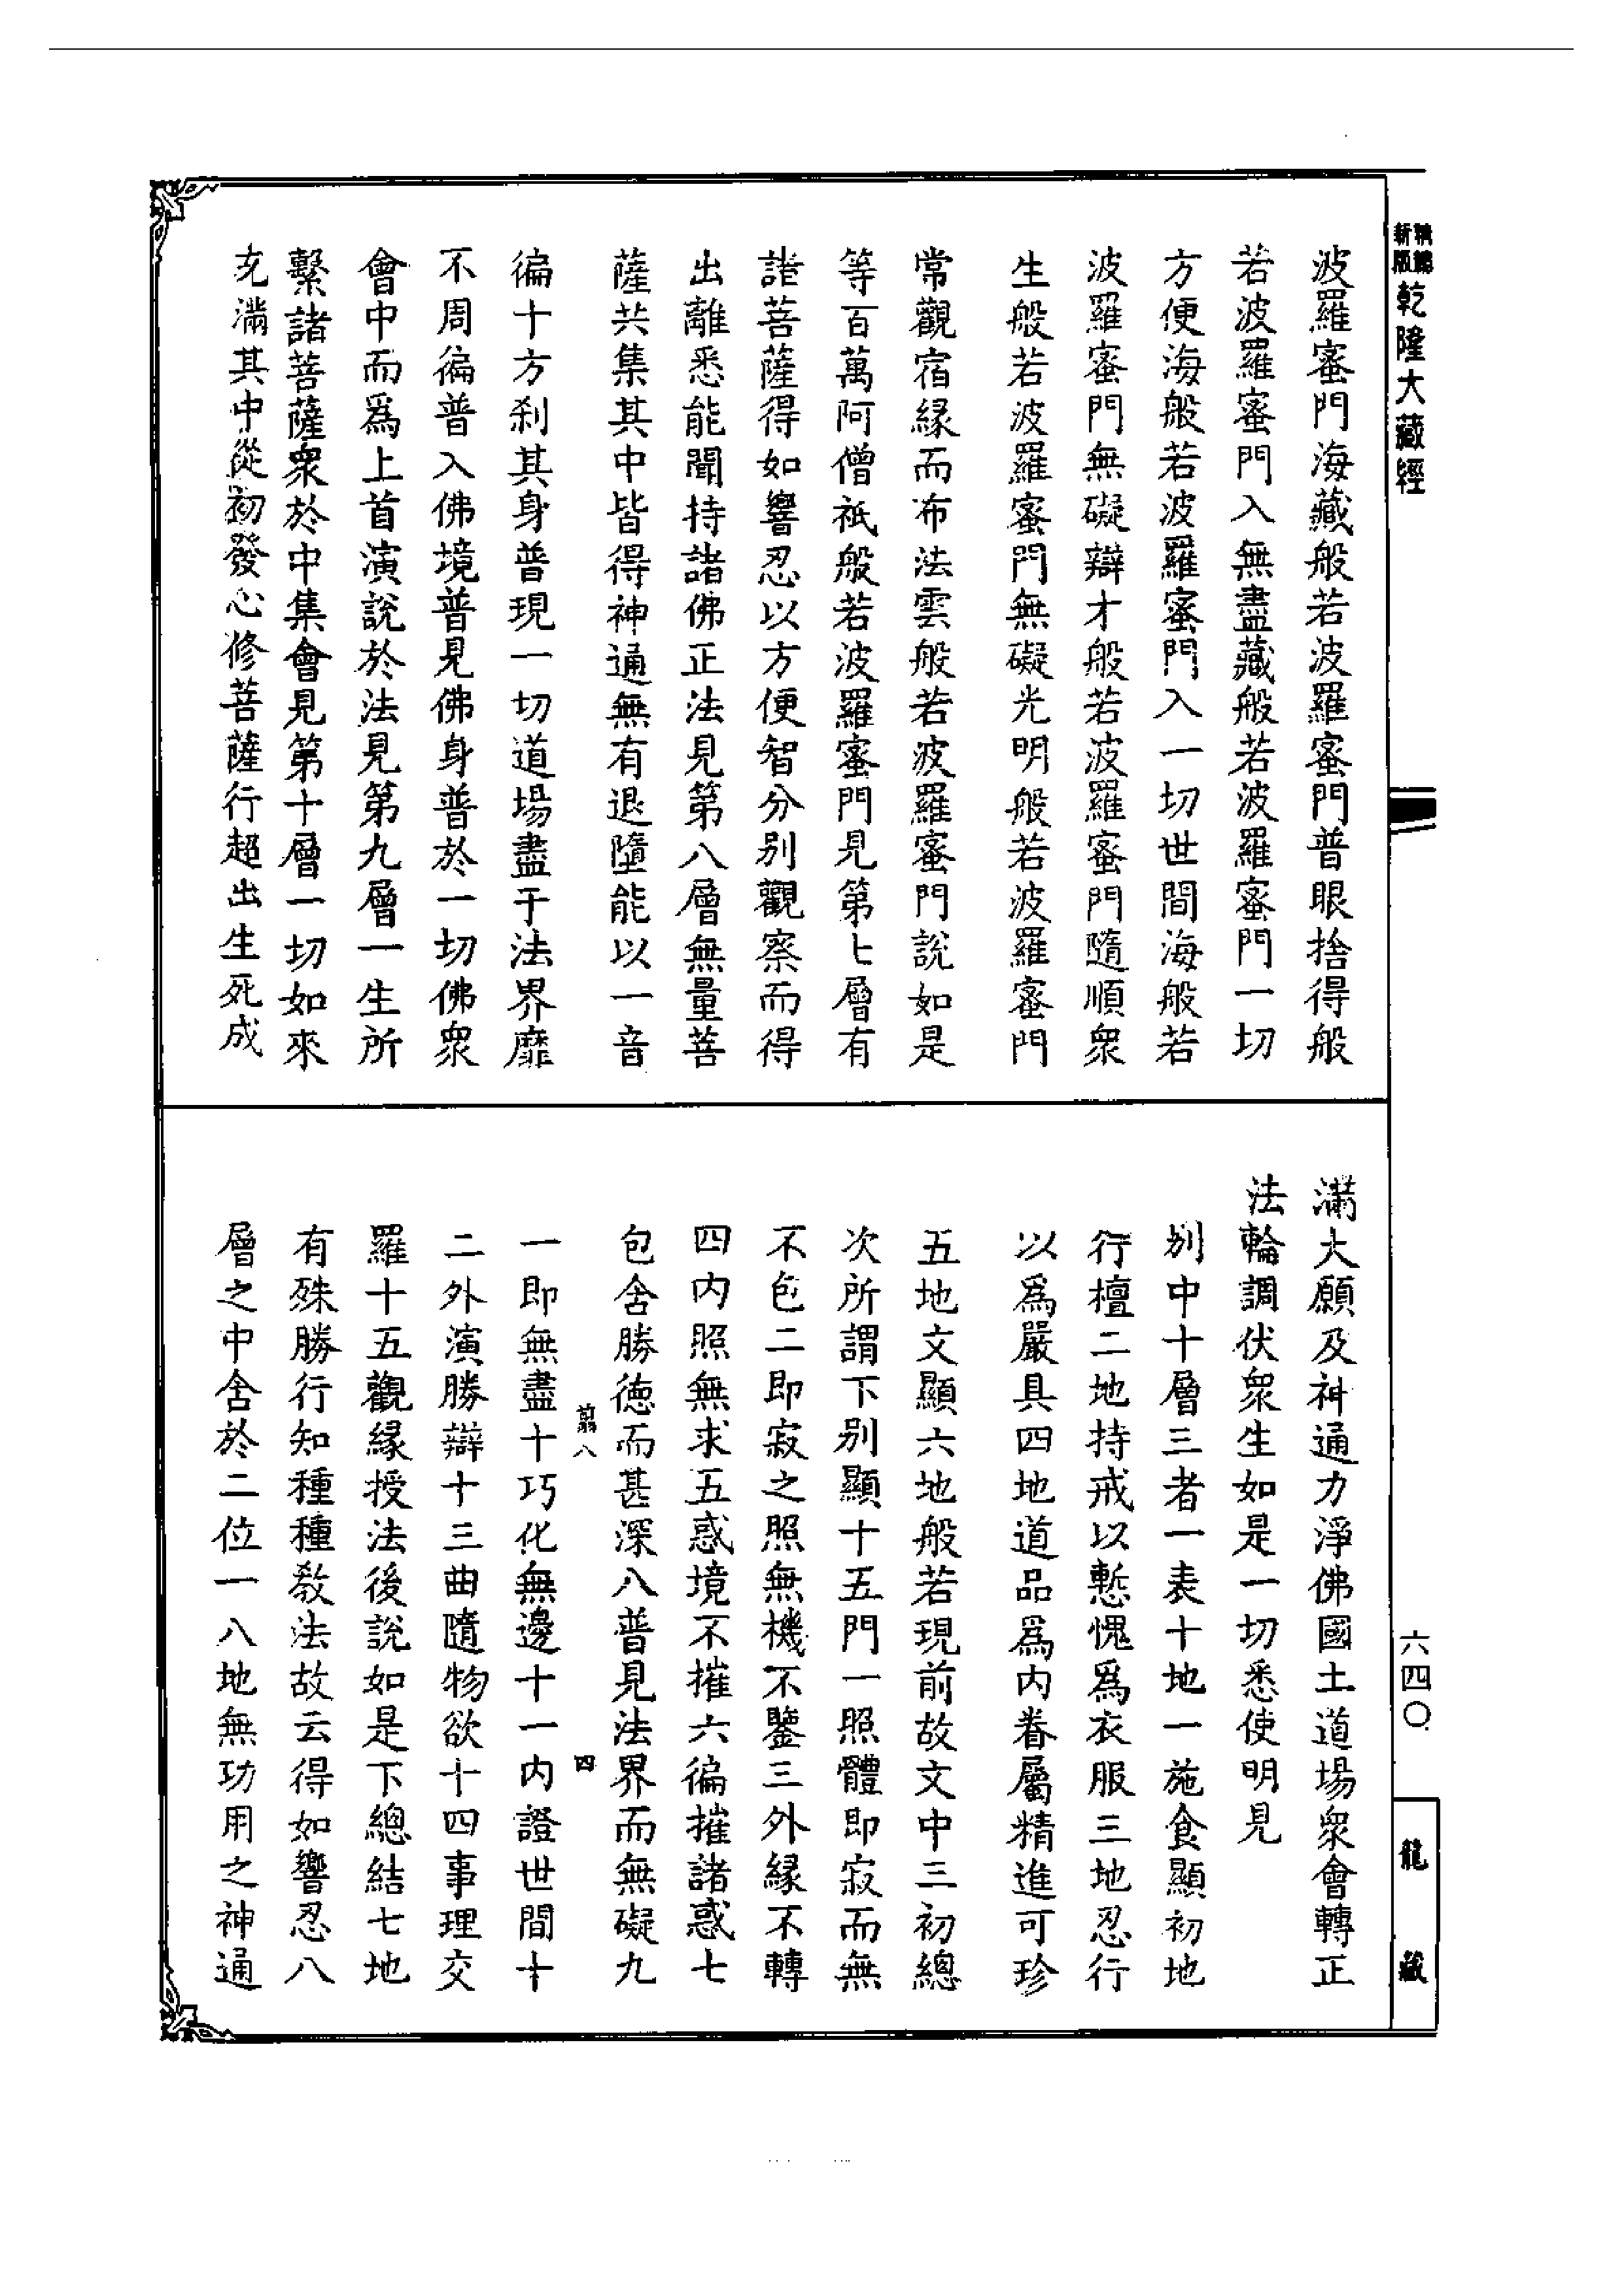 新版精縮乾隆大藏經
波羅蜜門海藏般若波羅蜜門普眼捨得般
若波羅蜜門入無盡藏般若波羅蜜門一切
方便海般若波羅蜜門入一切世間海般若
波羅蜜門無礙辯才般若波羅蜜門隨順衆
生般若波羅蜜門無礙光明般若波羅蜜門
常觀宿緣而布法雲般若波羅蜜門說如是
等百萬阿僧祇般若波羅蜜門見第七層有
諸菩薩得如響忍以方便智分別觀察而得
出離悉能聞持諸佛正法見第八層無量菩
薩共集其中皆得神通無有退墮能以一音
徧十方刹其身普現一切道場盡于法界靡
不周徧普入佛境普見佛身普於一切佛衆
會中而爲上首演說於法見第九層一生所
繫諸菩薩衆於中集會見第十層一切如來
充滿其中從初發心修菩薩行超出生死成
滿大願及神通力淨佛國土道場衆會轉正
法輪調伏衆生如是一切悉使明見
別中十層三者一表十地一施食顯初地
行檀二地持戒以慙愧爲衣服三地忍行
以爲嚴具四地道品爲内眷屬精進可珍
五地文顯六地般若現前故文中三初總
次所謂下別顯十五門一照體即寂而無
不包二即寂之照無機不鑒三外緣不轉
四内照無求五惑境不摧六徧摧諸惑七
包含勝德而甚深八普見法界而無礙九
翦八
四
一即無盡十巧化無邊十一内證世間十
二外演勝辯十三曲隨物欲十四事理交
羅十五觀緣授法後說如是下總結七地
有殊勝行知種種教法故云得如響忍八
層之中含於二位一八地無功用之神通
六四〇
龍藏